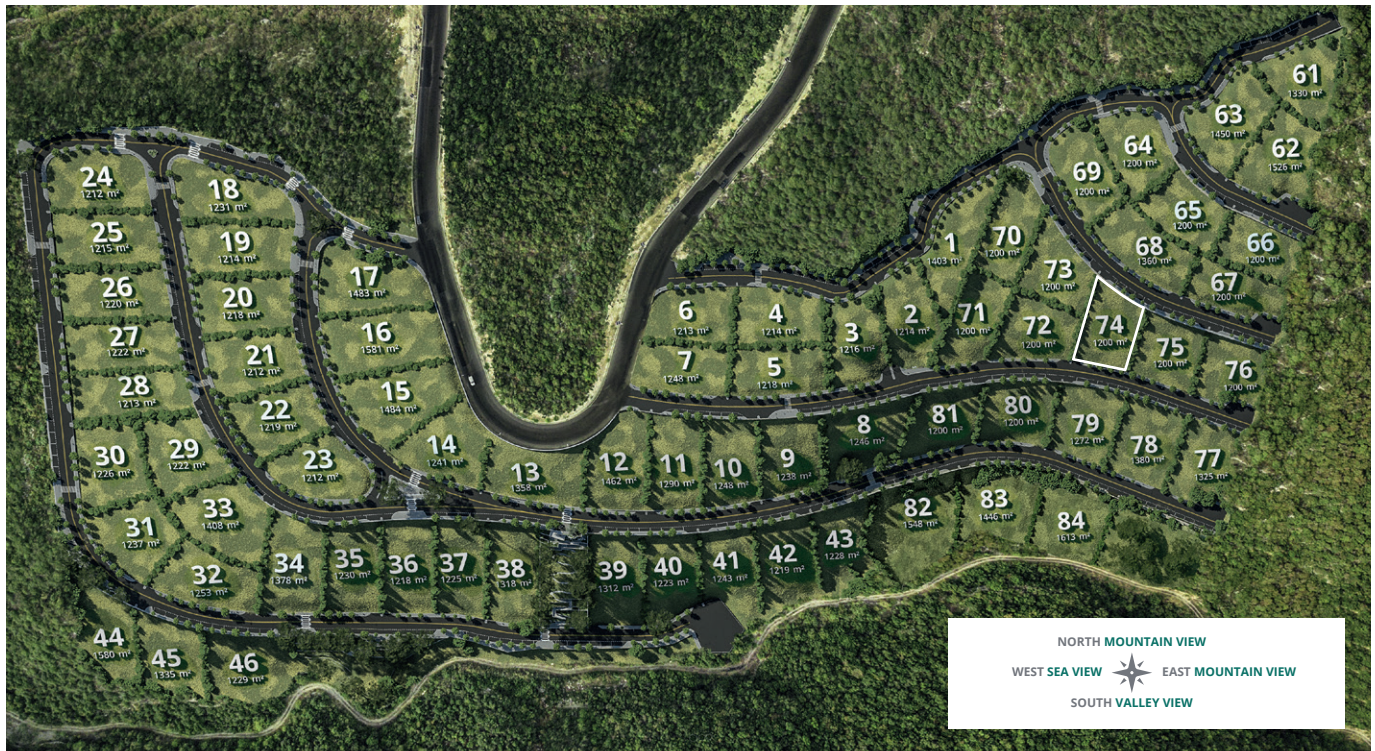 61
1330 m²
63
1450 m²
62
1526 m²
64
1200 m²
69
1200 m²
65
1200 m²
66
1200 m²
68
1360 m²
67
1200 m²
24
1212 m²
18
1231 m²
25
1215 m²
19
1214 m²
1
1403 m²
70
1200 m²
73
1200 m²
17
1483 m²
26
1220 m²
20
1218 m²
6
1213 m²
4
1214 m²
3
1216 m²
2
1214 m²
71
1200 m²
72
1200 m²
74
1200 m²
75
1200 m²
76
1200 m²
27
1222 m²
16
1581 m²
21
1212 m²
7
1248 m²
5
1218 m²
28
1213 m²
15
1484 m²
22
1219 m²
8
1246 m²
81
1200 m²
80
1200 m²
79
1272 m²
78
1380 m²
77
1325 m²
30
1226 m²
29
1222 m²
23
1212 m²
14
1241 m²
13
1358 m²
12
1462 m²
11
1290 m²
10
1248 m²
9
1238 m²
33
1408 m²
31
1237 m²
82
1548 m²
83
1446 m²
84
1613 m²
32
1253 m²
34
1378 m²
35
1230 m²
36
1218 m²
37
1225 m²
38
318 m²
39
1312 m²
40
1223 m²
41
1243 m²
42
1219 m²
43
1228 m²
44
1580 m²
45
1335 m²
46
1229 m²
NORTH MOUNTAIN VIEW
WEST SEA VIEW EAST MOUNTAIN VIEW
SOUTH VALLEY VIEW